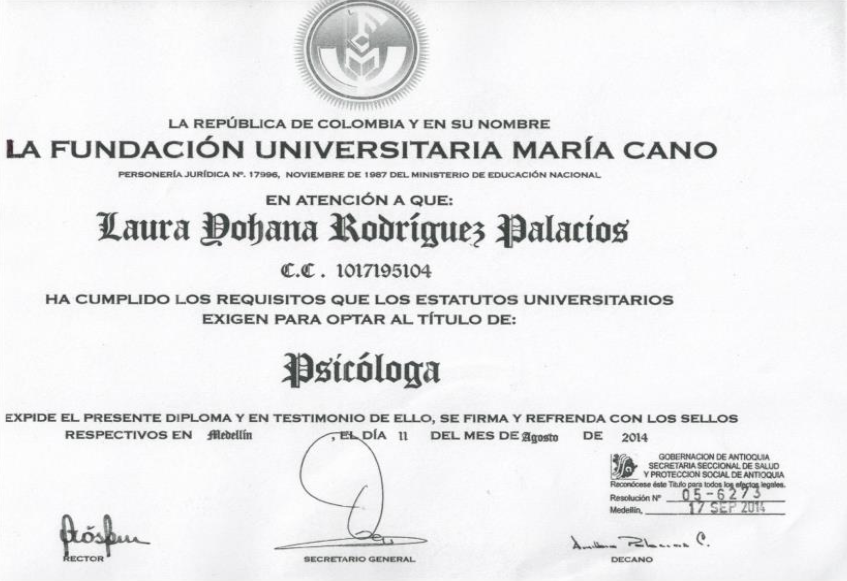 FCMC
LA REPÚBLICA DE COLOMBIA Y EN SU NOMBRE
LA FUNDACIÓN UNIVERSITARIA MARÍA CANO
PERSONERÍA JURÍDICA Nº. 17996, NOVIEMBRE DE 1987 DEL MINISTERIO DE EDUCACIÓN NACIONAL
EN ATENCIÓN A QUE:
Laura Yohana Rodríguez Palacios
C.C. 1017195104
HA CUMPLIDO LOS REQUISITOS QUE LOS ESTATUTOS UNIVERSITARIOS
EXIGEN PARA OPTAR AL TÍTULO DE:
Psicóloga
EXPIDE EL PRESENTE DIPLOMA Y EN TESTIMONIO DE ELLO, SE FIRMA Y REFRENDA CON LOS SELLOS
RESPECTIVOS EN Medellín , EL DÍA 11 DEL MES DE Agosto DE 2014
GOBERNACION DE ANTIOQUIA
SECRETARIA SECCIONAL DE SALUD
Y PROTECCION SOCIAL DE ANTIOQUIA
Reconócese éste Titulo para todos los efectos legales.
Resolución Nº 05-6273
Medellín, 17 SEP 2014
RECTOR
SECRETARIO GENERAL
DECANO